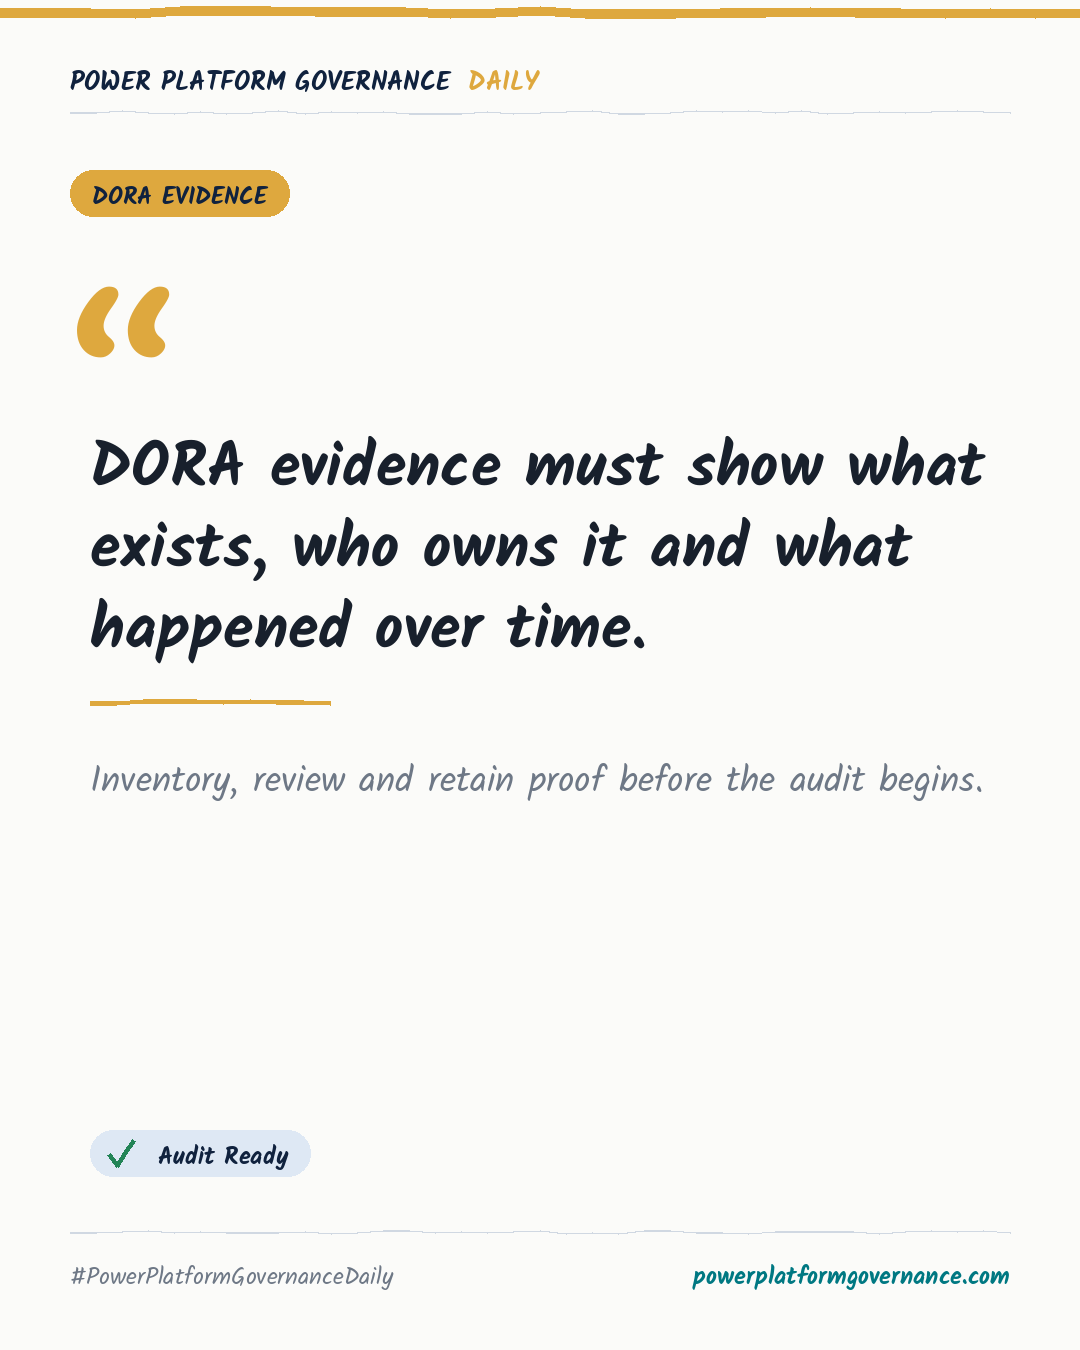 POWER PLATFORM GOVERNANCE DAILY
DORA EVIDENCE
“
DORA evidence must show what
exists, who owns it and what
happened over time.
Inventory, review and retain proof before the audit begins.
Audit Ready
#PowerPlatformGovernanceDaily
powerplatformgovernance.com